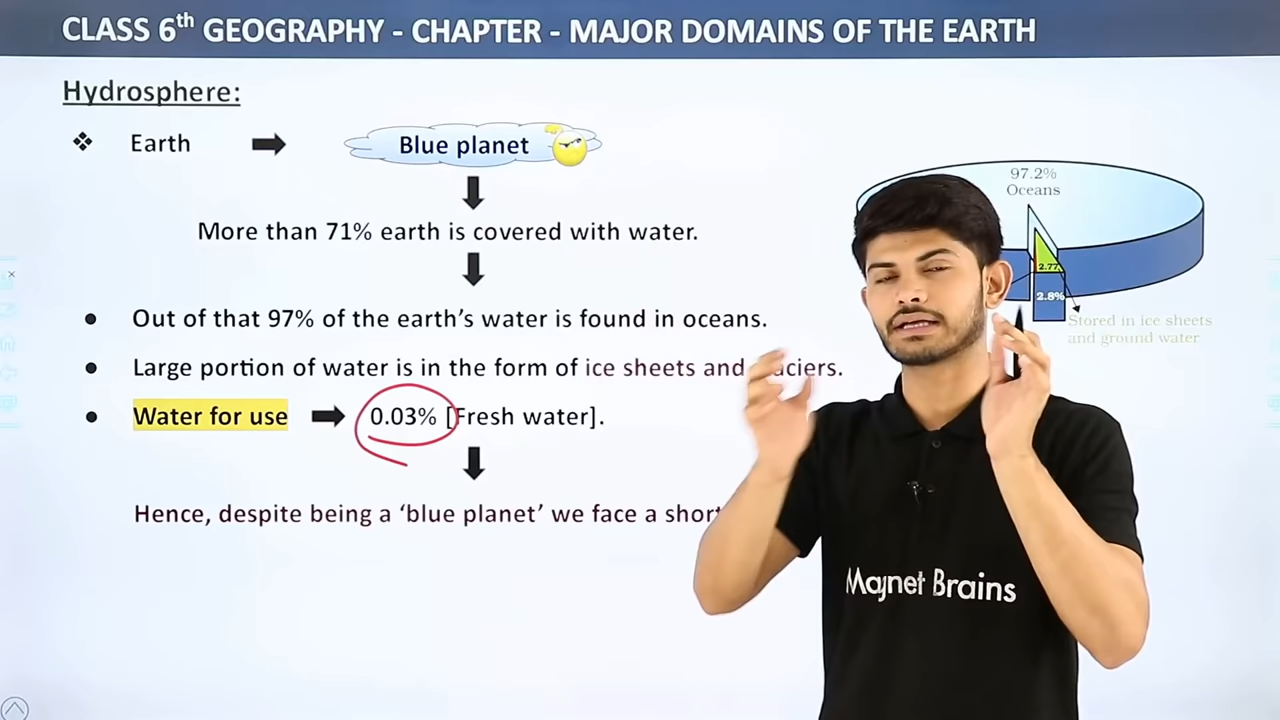 CLASS 6th GEOGRAPHY - CHAPTER - MAJOR DOMAINS OF THE EARTH
Hydrosphere:
❖ Earth ➡ Blue planet
More than 71% earth is covered with water.
● Out of that 97% of the earth's water is found in oceans.
● Large portion of water is in the form of ice sheets and
● Water for use ➡ 0.03% [Fresh water].
Hence, despite being a 'blue planet' we face a
97.2%
Oceans
2.77
2.8%
Stored in ice sheets
and ground water
Magnet Brains